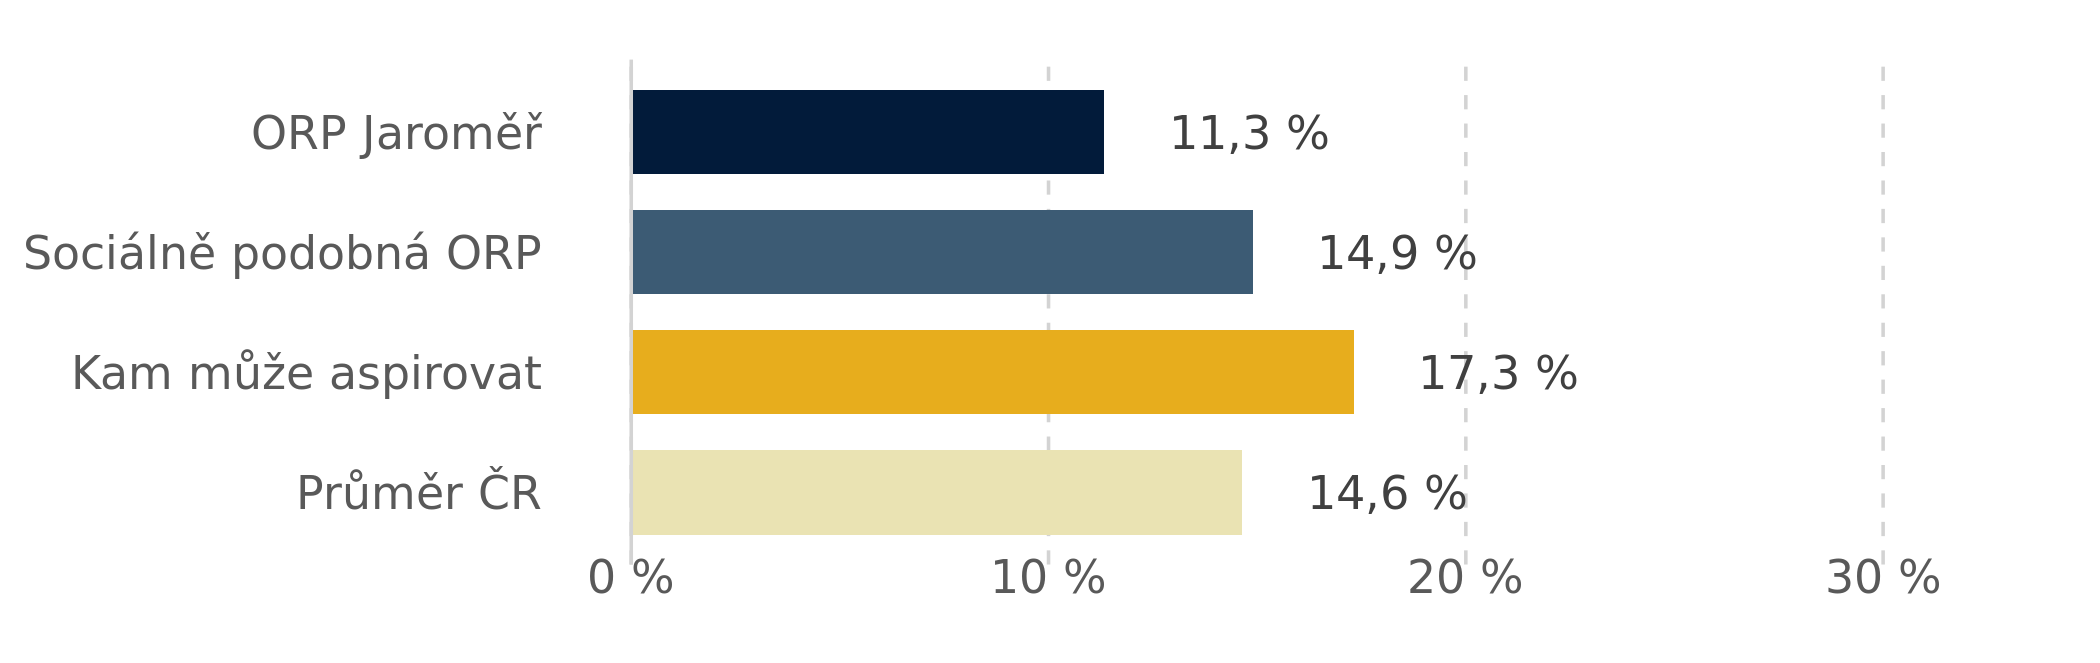 ORP Jaroměř
11,3 %
Sociálně podobná ORP
14,9 %
Kam může aspirovat
17,3 %
Průměr ČR
14,6 %
0 %
10 %
20 %
30 %